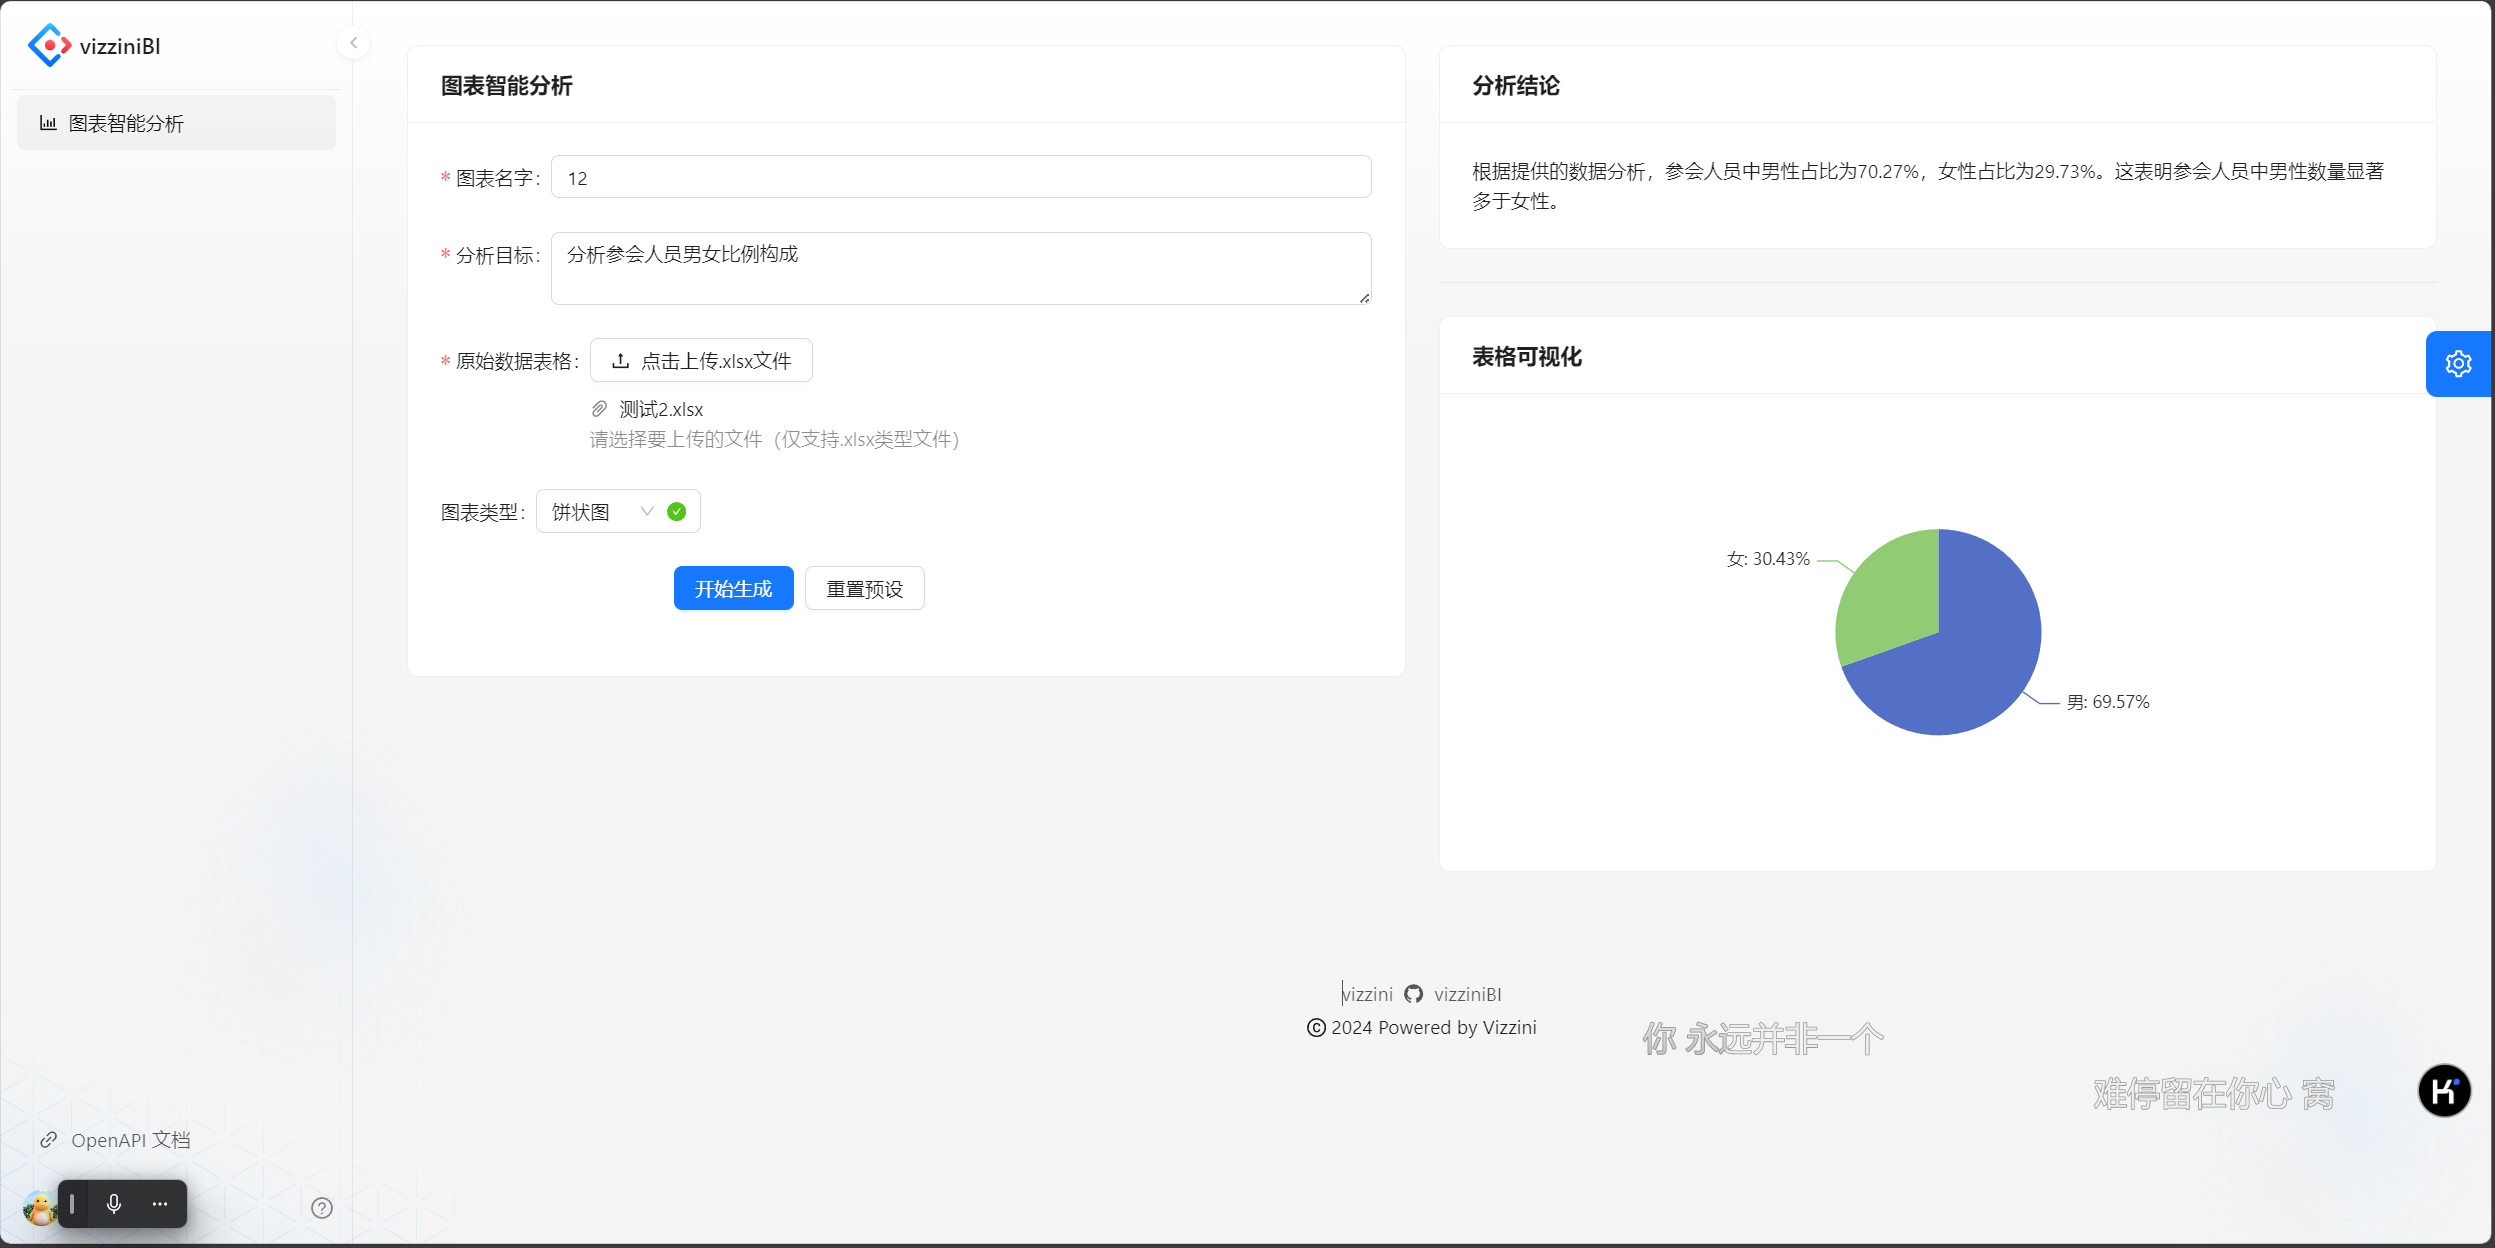 vizziniBI
图表智能分析
图表智能分析
* 图表名字: 12
* 分析目标: 分析参会人员男女比例构成
* 原始数据表格: 点击上传.xlsx文件
测试2.xlsx
请选择要上传的文件（仅支持.xlsx类型文件）
图表类型: 饼状图
开始生成 重置预设
分析结论
根据提供的数据分析，参会人员中男性占比为70.27%，女性占比为29.73%。这表明参会人员中男性数量显著
多于女性。
表格可视化
女: 30.43%
男: 69.57%
vizzini vizziniBI
© 2024 Powered by Vizzini
你 永远并非一个
难停留在你心 窝
OpenAPI 文档